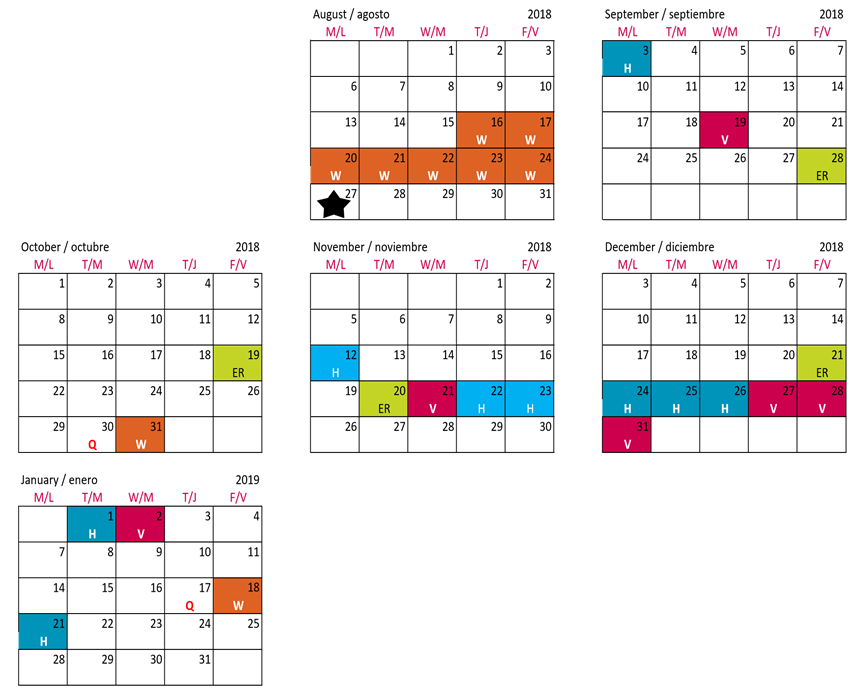 August / agosto 2018
M/L T/M W/M T/J F/V
1 2 3
6 7 8 9 10
13 14 15 16 17
W W
20 21 22 23 24
W W W W W
27 28 29 30 31
September / septiembre 2018
M/L T/M W/M T/J F/V
3 4 5 6 7
H
10 11 12 13 14
17 18 19 20 21
V
24 25 26 27 28
ER
October / octubre 2018
M/L T/M W/M T/J F/V
1 2 3 4 5
8 9 10 11 12
15 16 17 18 19
ER
22 23 24 25 26
29 30 31
Q W
November / noviembre 2018
M/L T/M W/M T/J F/V
1 2
5 6 7 8 9
12 13 14 15 16
H
19 20 21 22 23
ER V H H
26 27 28 29 30
December / diciembre 2018
M/L T/M W/M T/J F/V
3 4 5 6 7
10 11 12 13 14
17 18 19 20 21
ER
24 25 26 27 28
H H H V V
31
V
January / enero 2019
M/L T/M W/M T/J F/V
1 2 3 4
H V
7 8 9 10 11
14 15 16 17 18
Q W
21 22 23 24 25
H
28 29 30 31